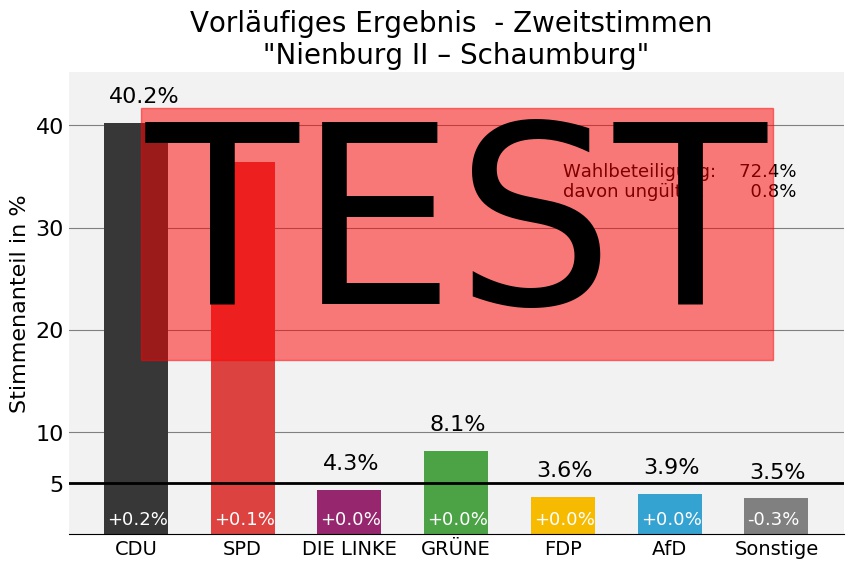 Vorläufiges Ergebnis - Zweitstimmen
"Nienburg II – Schaumburg"
40.2%
TEST
Wahlbeteiligung: 72.4%
davon 0.8%
Stimmenanteil in %
40
30
20
10
5
4.3%
8.1%
3.6%
3.9%
3.5%
+0.2%
+0.1%
+0.0%
+0.0%
+0.0%
+0.0%
-0.3%
CDU
SPD
DIE LINKE
GRÜNE
FDP
AfD
Sonstige